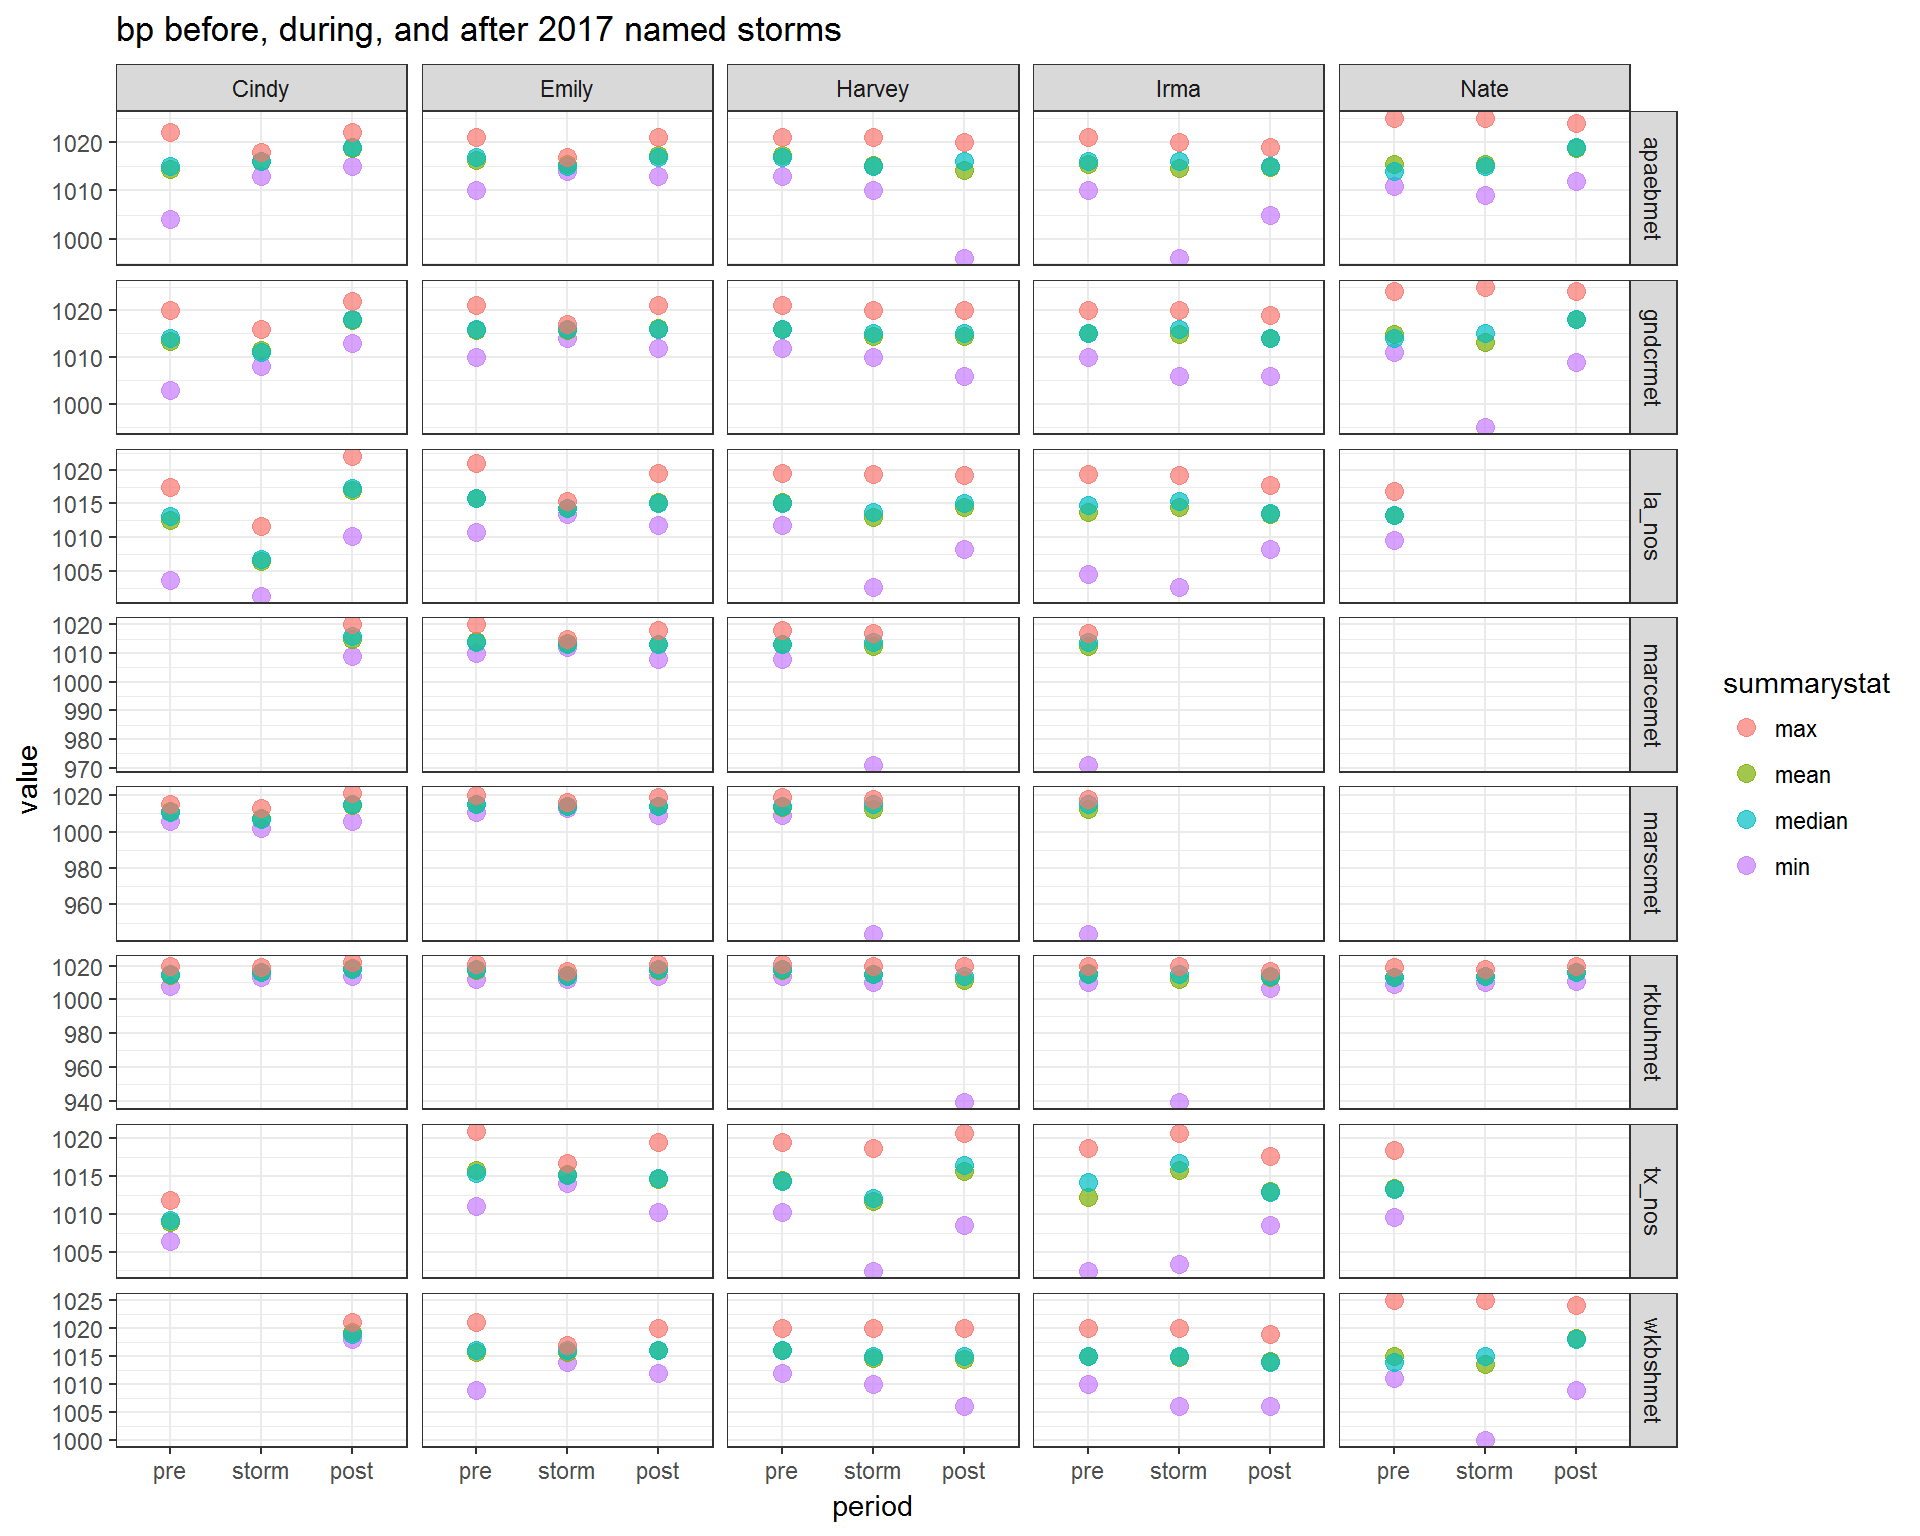 bp before, during, and after 2017 named storms
Cindy Emily Harvey Irma Nate
1020
1010
1000
apaebmet
1020
1010
1000
gndcrmet
1020
1015
1010
1005
la_nos
1020
1010
1000
990
980
970
marcemet
1020
1000
980
960
marscmet
1020
1000
980
960
940
rkbuhmet
1020
1015
1010
1005
tx_nos
1025
1020
1015
1010
1005
1000
wkbshmet
pre storm post pre storm post pre storm post pre storm post pre storm post
period
value
summarystat
max
mean
median
min